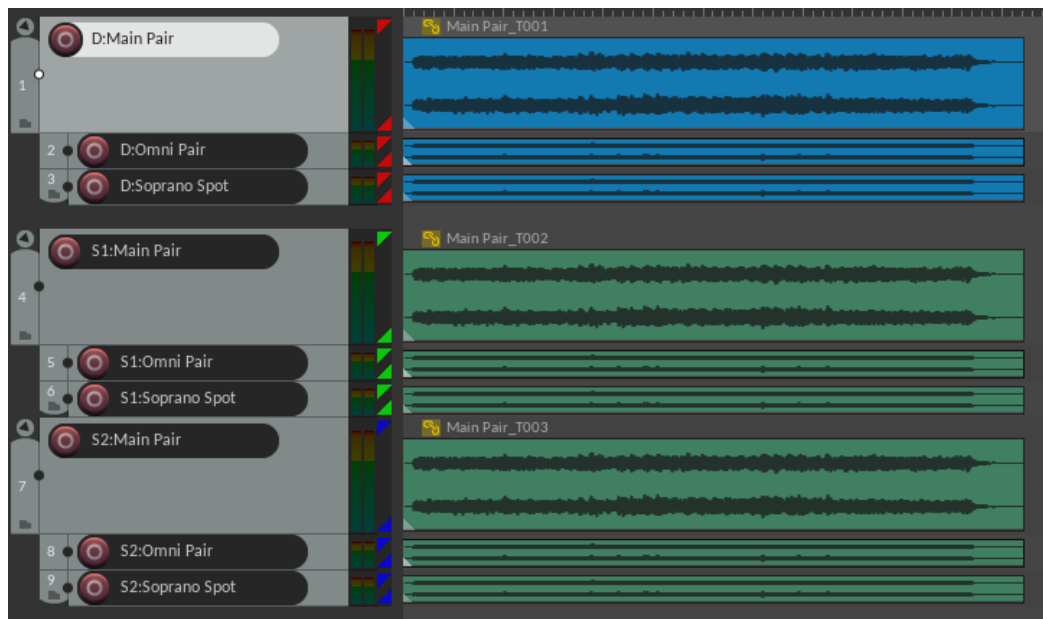 D:Main Pair
Main Pair_T001
1
2 D:Omni Pair
3 D:Soprano Spot
S1:Main Pair
Main Pair_T002
4
5 S1:Omni Pair
6 S1:Soprano Spot
S2:Main Pair
Main Pair_T003
7
8 S2:Omni Pair
9 S2:Soprano Spot